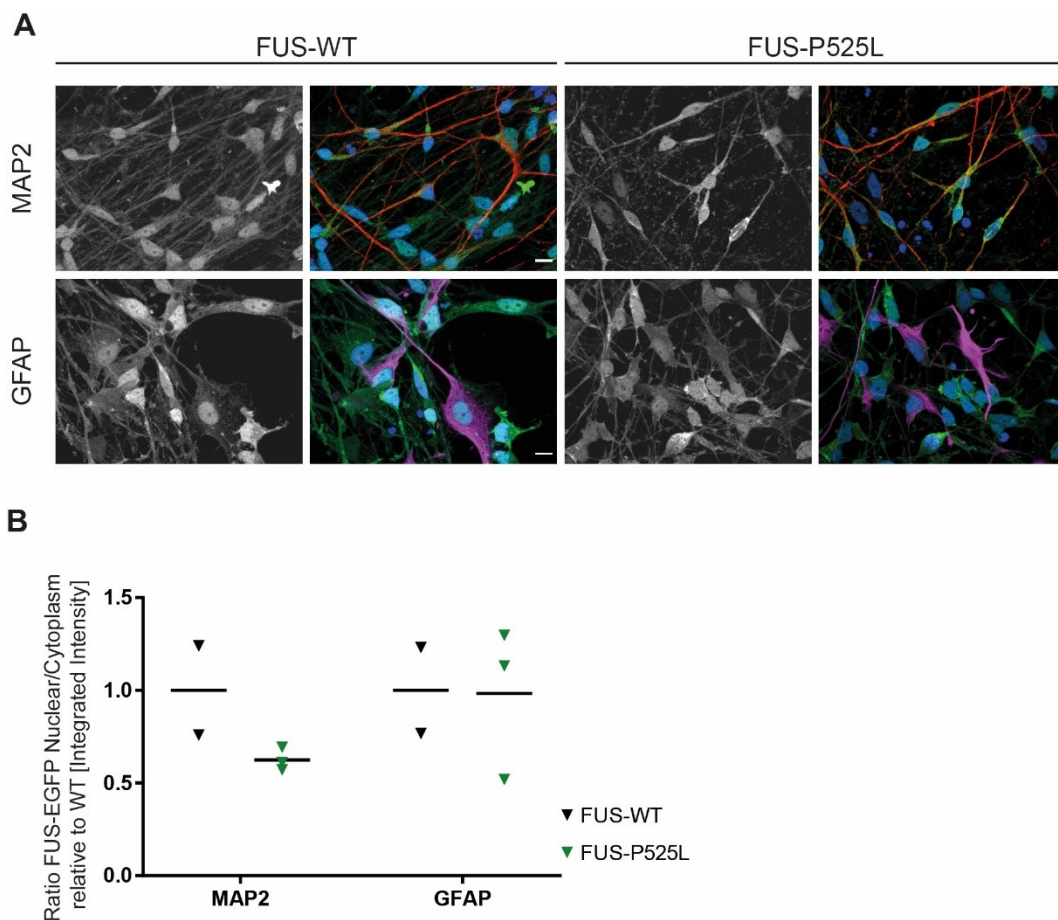 A
FUS-WT
FUS-P525L
MAP2
GFAP
B
Ratio FUS-EGFP Nuclear/Cytoplasm
relative to WT [Integrated Intensity]
1.5
1.0
0.5
0.0
MAP2
GFAP
FUS-WT
FUS-P525L